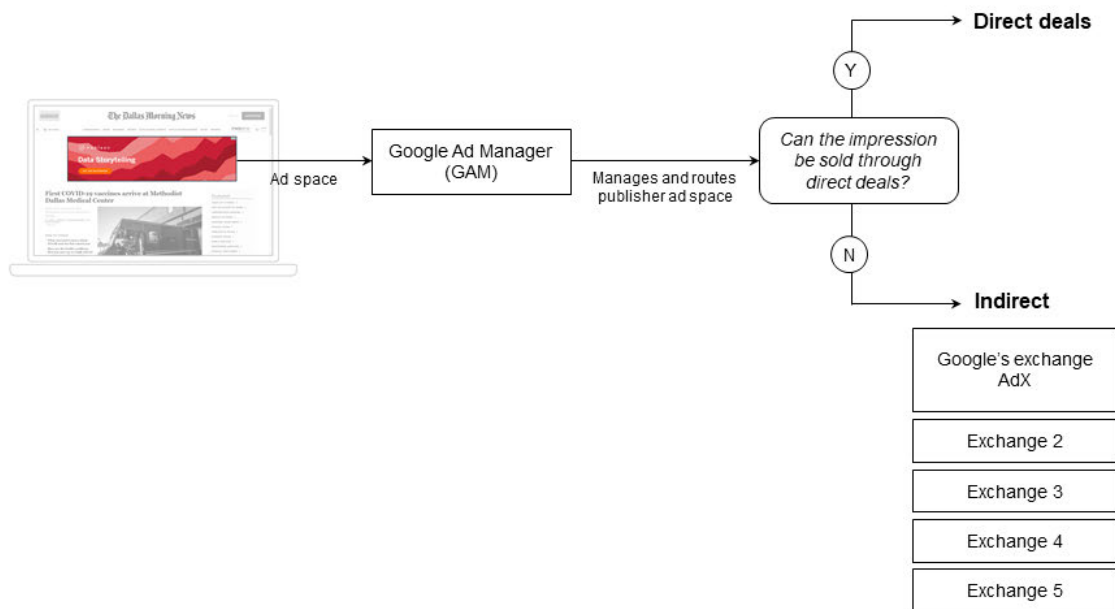 Direct deals
Y
The Dallas Morning News
Data Storytelling
First COVID-19 vaccines arrive at Methodist
Dallas Medical Center
Ad space
Google Ad Manager
(GAM)
Manages and routes
publisher ad space
Can the impression
be sold through
direct deals?
N
Indirect
Google’s exchange
AdX
Exchange 2
Exchange 3
Exchange 4
Exchange 5